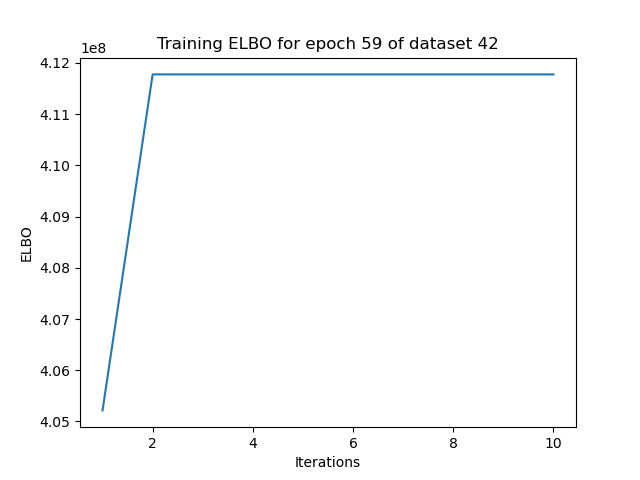 Training ELBO for epoch 59 of dataset 42
1e8
4.12
4.11
4.10
4.09
4.08
4.07
4.06
4.05
ELBO
2 4 6 8 10
Iterations